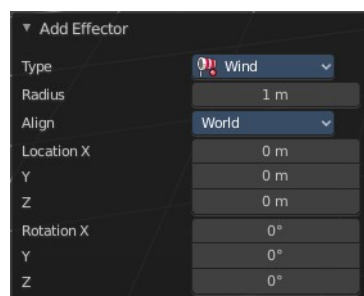 Add Effector
Type Wind
Radius 1 m
Align World
Location X 0 m
Y 0 m
Z 0 m
Rotation X 0°
Y 0°
Z 0°